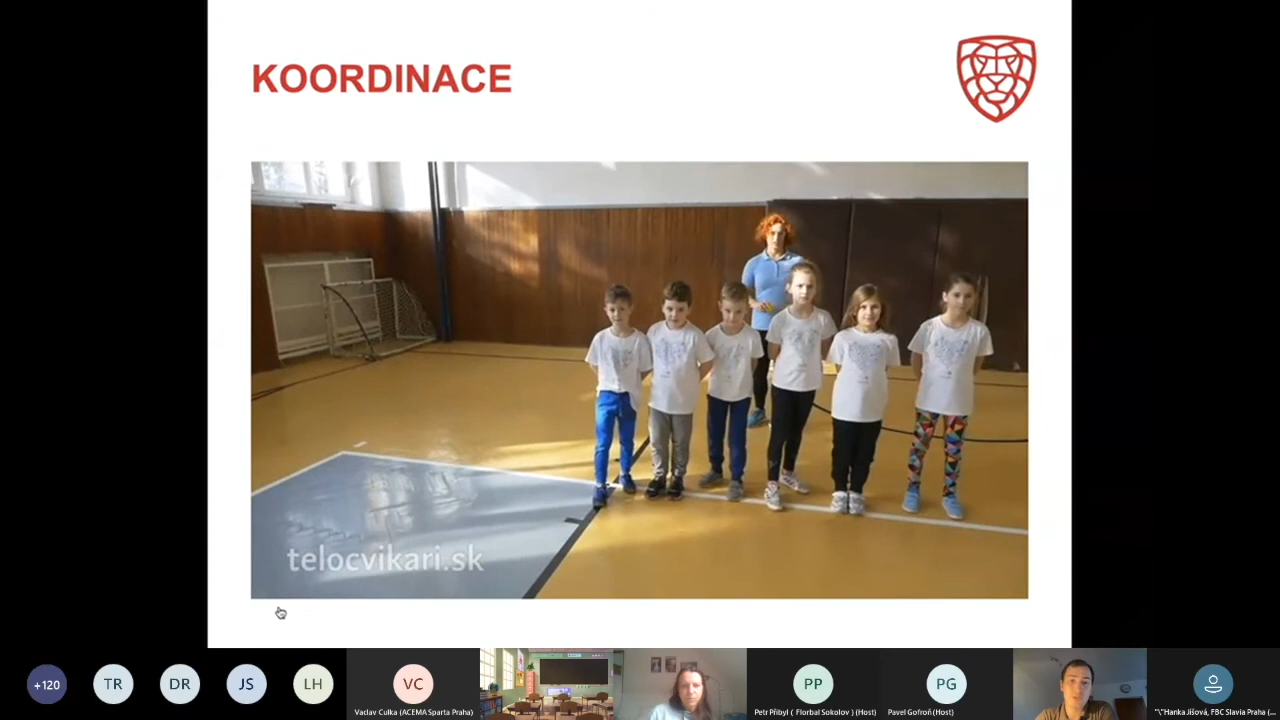 KOORDINACE
telocvikari.sk
+120
TR
DR
JS
LH
VC
Vaclav Culka (ACEMA Sparta Praha)
PP
Petr Přibyl ( Florbal Sokolov ) (Host)
PG
Pavel Gofroň (Host)
"\"Hanka Jíšová, FBC Slavia Praha (...